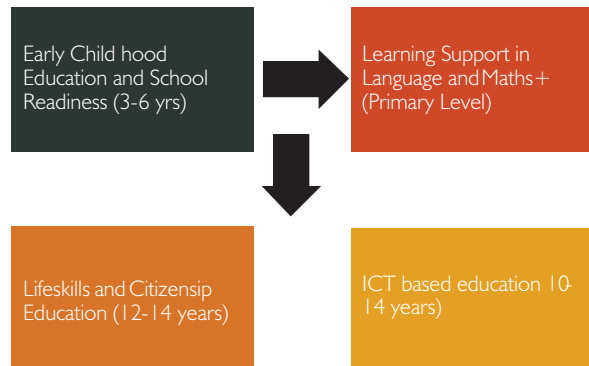 Early Child hood
Education and School
Readiness (3-6 yrs)
Learning Support in
Language and Maths+
(Primary Level)
Lifeskills and Citizensip
Education (12-14 years)
ICT based education 10-
14 years)